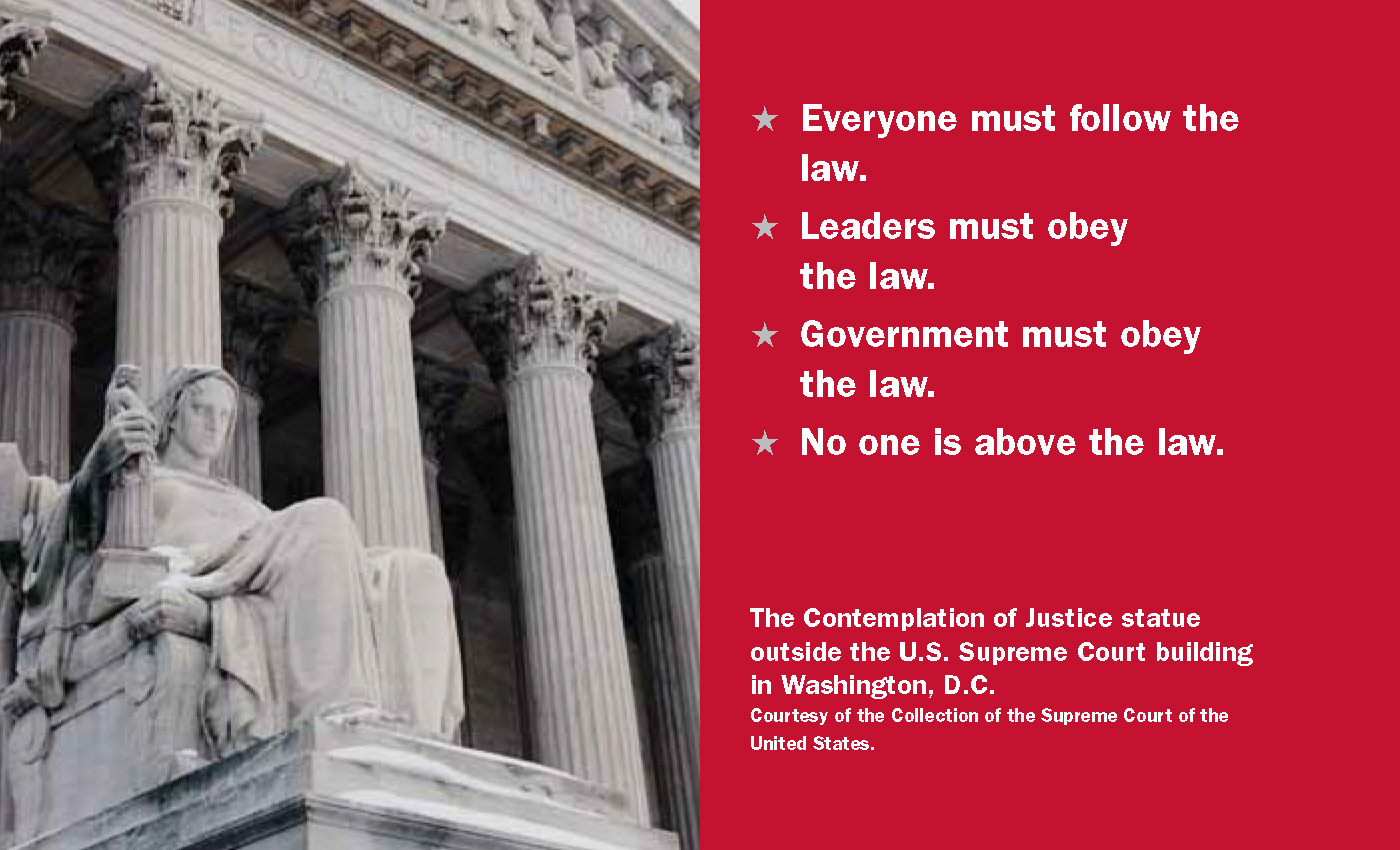 EQUAL JUSTICE UNDER
Everyone must follow the
law.
Leaders must obey
the law.
Government must obey
the law.
No one is above the law.
The Contemplation of Justice statue
outside the U.S. Supreme Court building
in Washington, D.C.
Courtesy of the Collection of the Supreme Court of the
United States.